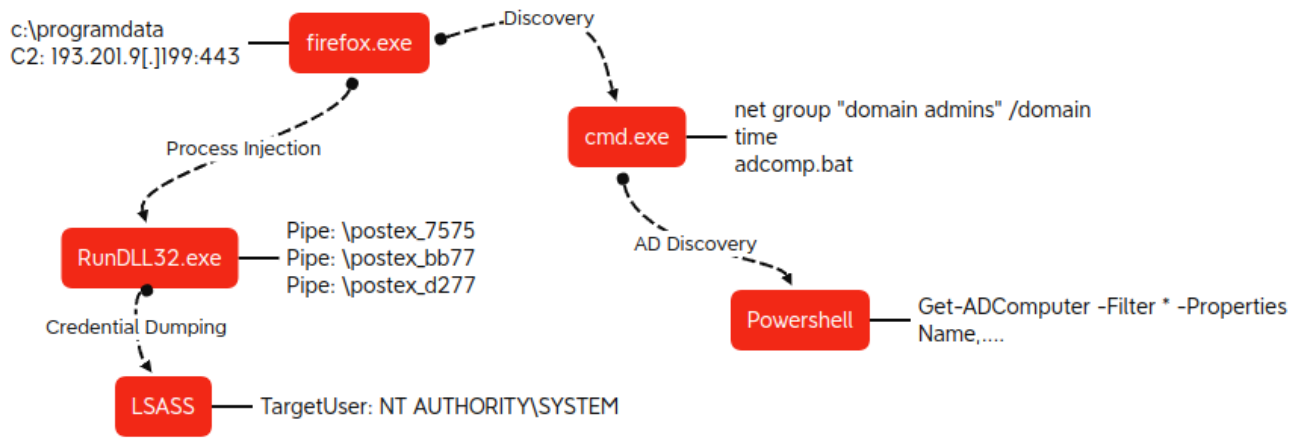 c:\programdata
C2: 193.201.9[.]199:443
firefox.exe
Discovery
cmd.exe
net group "domain admins" /domain
time
adcomp.bat
Process Injection
RunDLL32.exe
Pipe: \postex_7575
Pipe: \postex_bb77
Pipe: \postex_d277
AD Discovery
Powershell
Get-ADComputer -Filter * -Properties
Name,....
Credential Dumping
LSASS
TargetUser: NT AUTHORITY\SYSTEM